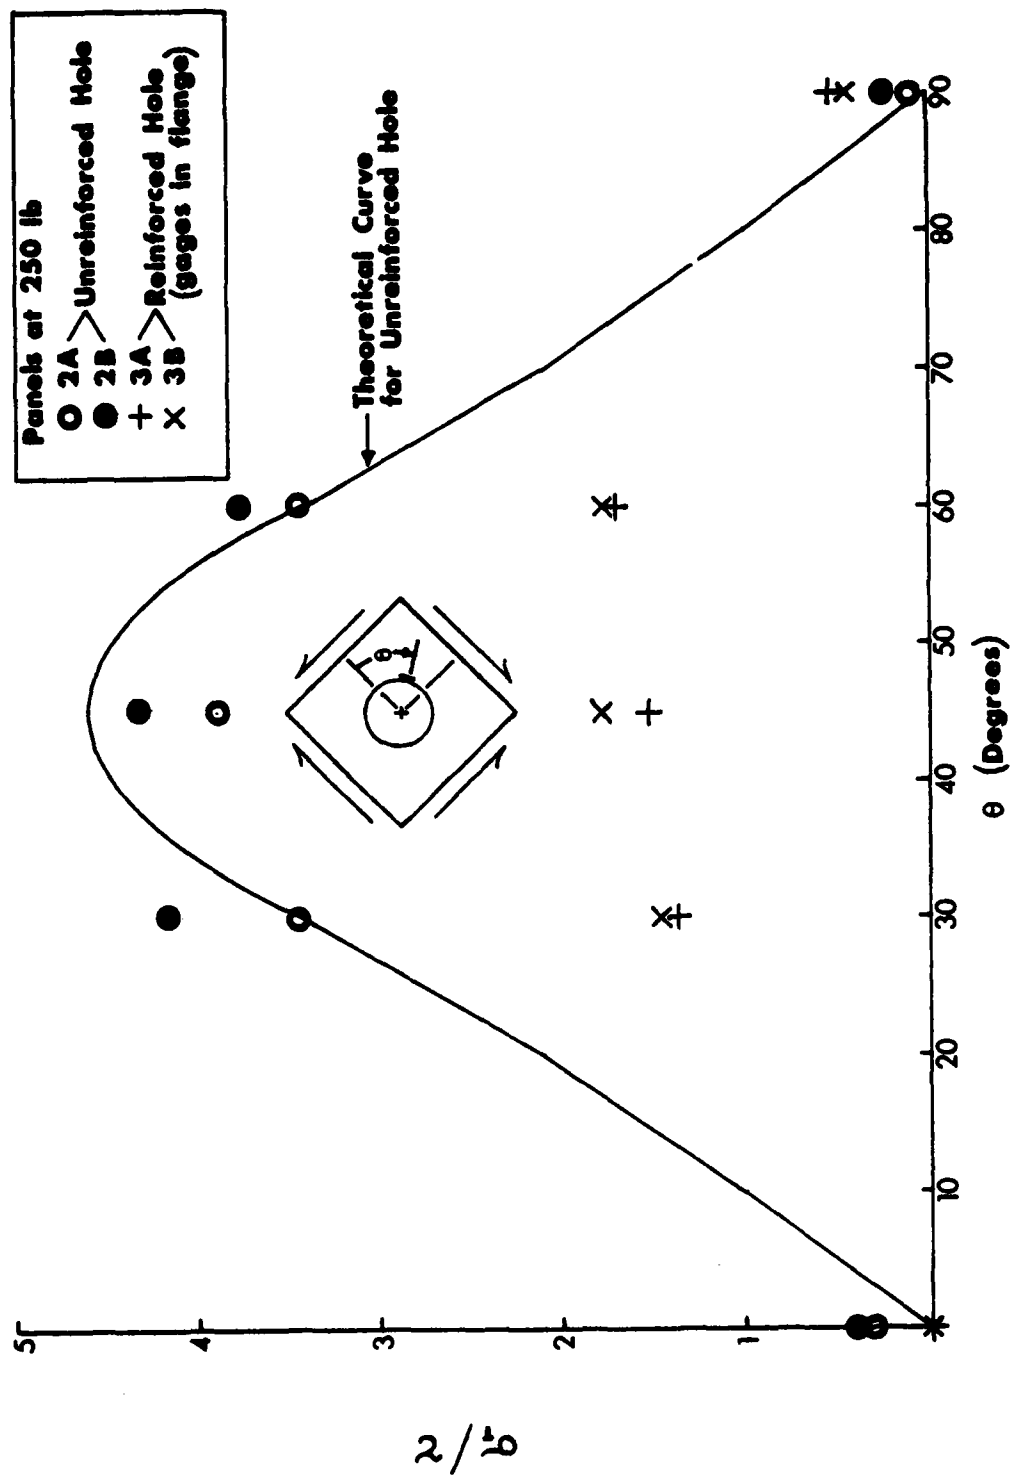 Panels at 250 lb
2A
2B
Unreinforced Hole
3A
3B
Reinforced Hole
(gages in flange)
Theoretical Curve
for Unreinforced Hole
θ
5
4
3
2
1
10
20
30
40
50
60
70
80
90
θ (Degrees)